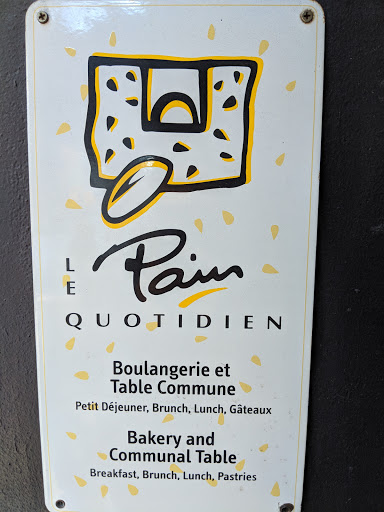 LE
Pain
QUOTIDIEN
Boulangerie et
Table Commune
Petit Déjeuner, Brunch, Lunch, Gâteaux
Bakery and
Communal Table
Breakfast, Brunch, Lunch, Pastries